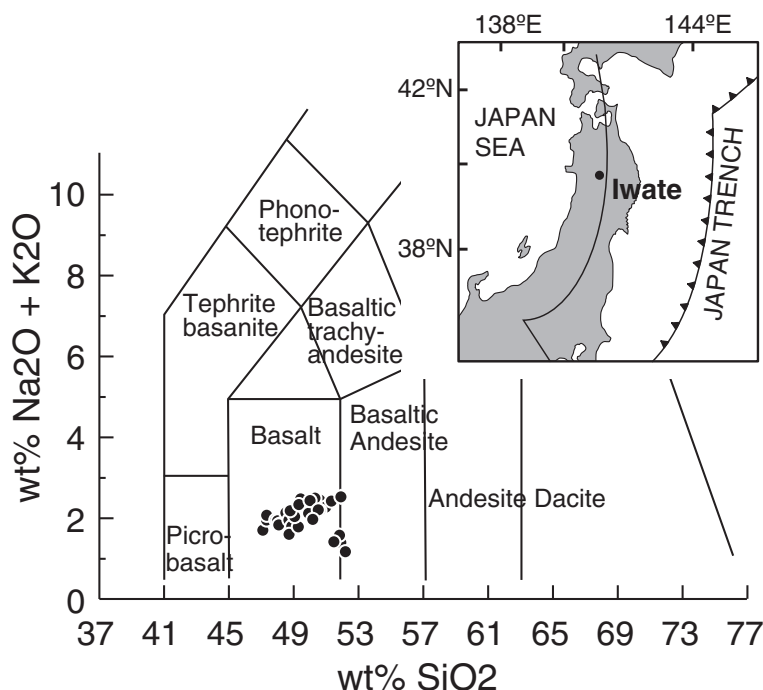 138ºE 144ºE
42ºN
JAPAN
SEA
Iwate
38ºN
JAPAN TRENCH
wt% Na2O + K2O
10
8
6
4
2
0
Phono-
tephrite
Tephrite
basanite
Basaltic
trachy-
andesite
Basalt
Basaltic
Andesite
Andesite Dacite
Picro-
basalt
37 41 45 49 53 57 61 65 69 73 77
wt% SiO2